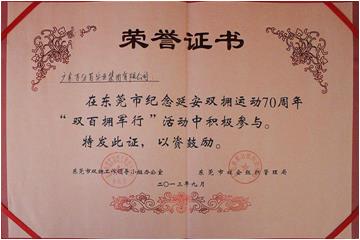 荣誉证书
在东莞市纪念延安双拥运动70周年
“双百拥军行”活动中积极参与。
特发此证，以资鼓励。
东莞市双拥工作领导小组办公室 东莞市社会组织管理局
二〇一三年九月